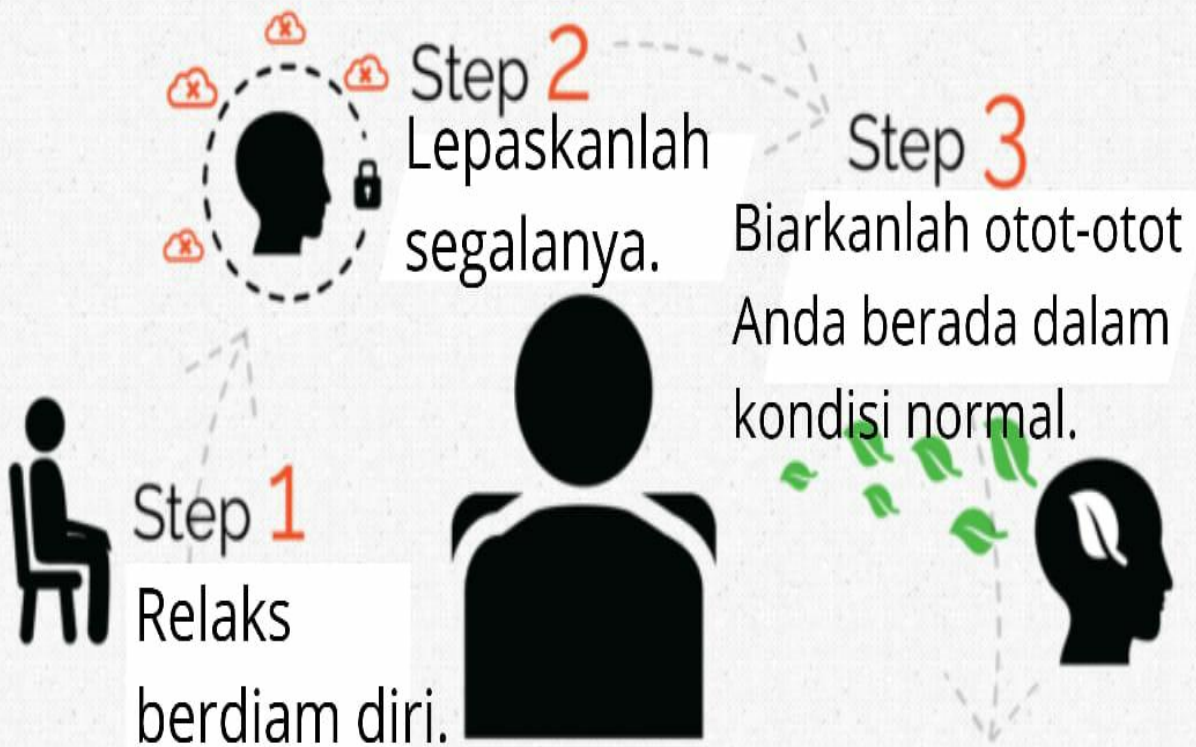 Step 1
Relaks
berdiam diri.
Step 2
Lepaskanlah
segalanya.
Step 3
Biarkanlah otot-otot
Anda berada dalam
kondisi normal.